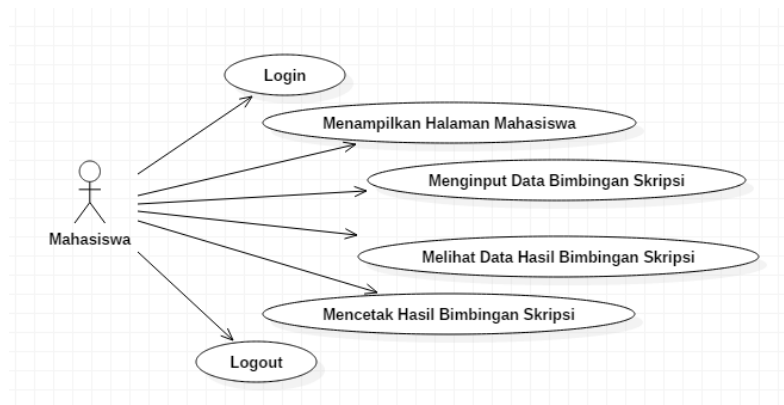 Login
Menampilkan Halaman Mahasiswa
Menginput Data Bimbingan Skripsi
Mahasiswa
Melihat Data Hasil Bimbingan Skripsi
Mencetak Hasil Bimbingan Skripsi
Logout